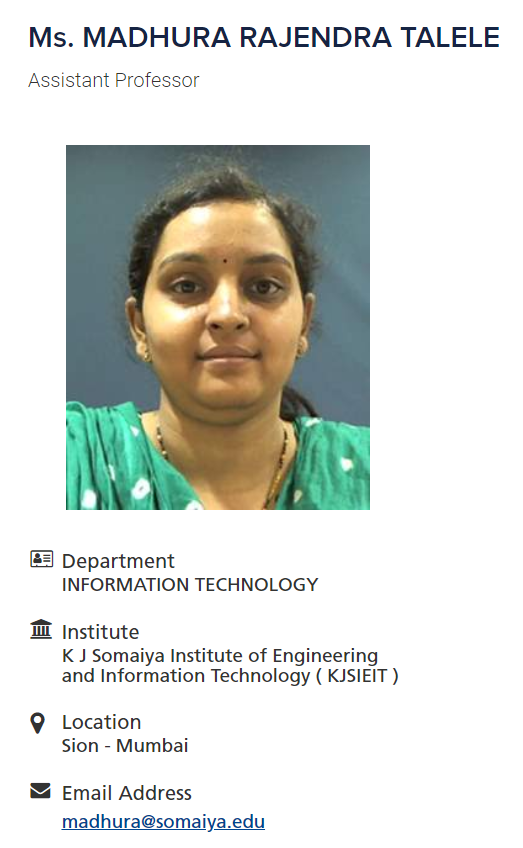 Ms. MADHURA RAJENDRA TALELE
Assistant Professor
Department
INFORMATION TECHNOLOGY
Institute
K J Somaiya Institute of Engineering
and Information Technology ( KJSIEIT )
Location
Sion - Mumbai
Email Address
madhura@somaiya.edu